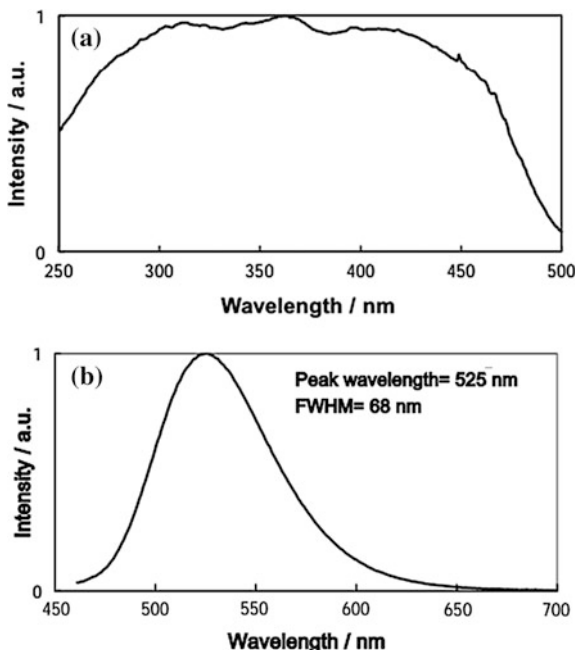 (a)
1
Intensity / a.u.
0
250 300 350 400 450 500
Wavelength / nm
(b)
1
Peak wavelength= 525 nm
FWHM= 68 nm
Intensity / a.u.
0
450 500 550 600 650 700
Wavelength / nm